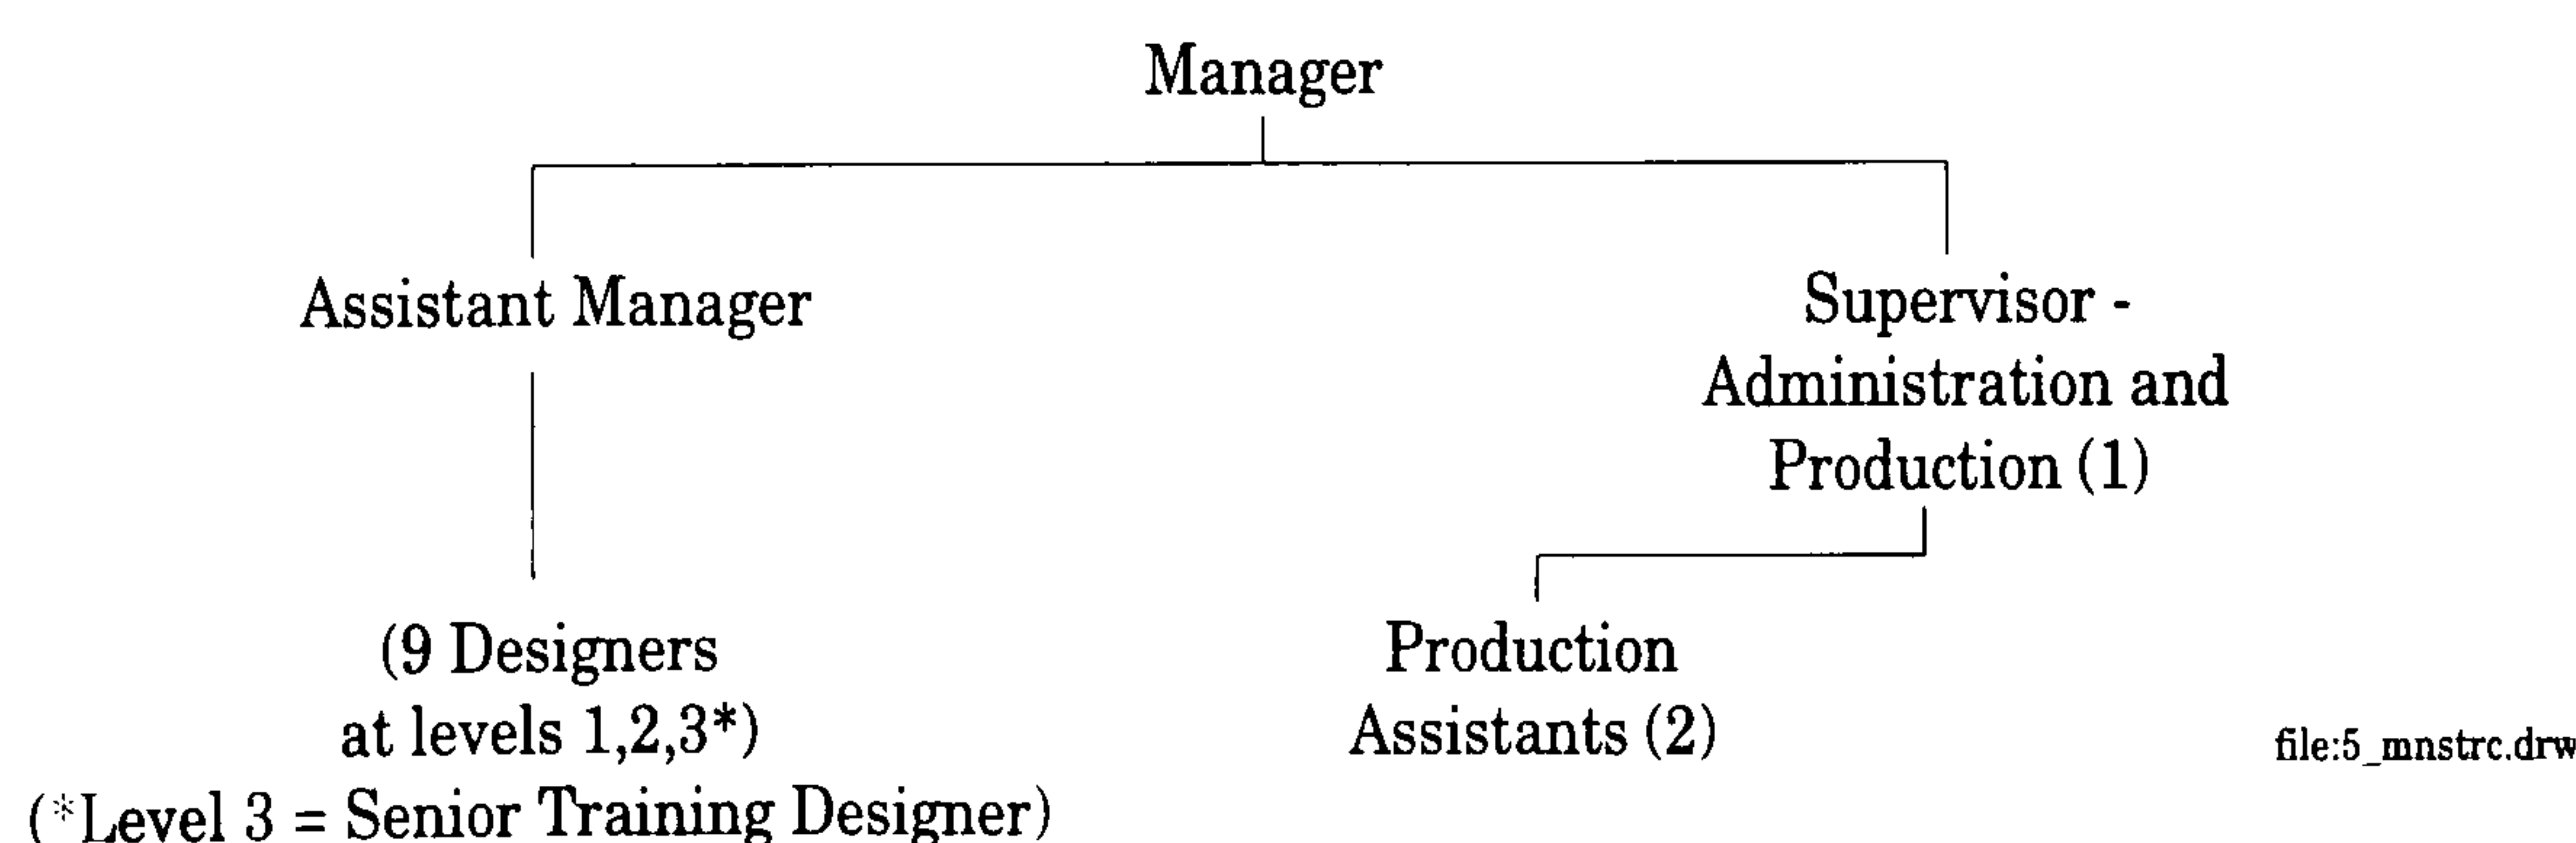 Manager
Assistant Manager
Supervisor -
Administration and
Production (1)
(9 Designers
at levels 1,2,3*)
(*Level 3 = Senior Training Designer)
Production
Assistants (2)
file:5_mnstrc.drw